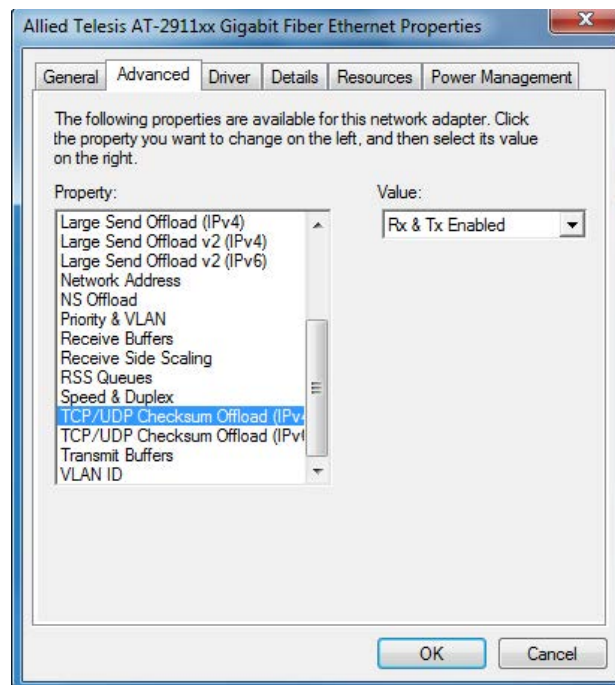 Allied Telesis AT-2911xx Gigabit Fiber Ethernet Properties
General Advanced Driver Details Resources Power Management
The following properties are available for this network adapter. Click
the property you want to change on the left, and then select its value
on the right.
Property:
Value:
Large Send Offload (IPv4)
Large Send Offload v2 (IPv4)
Large Send Offload v2 (IPv6)
Network Address
NS Offload
Priority & VLAN
Receive Buffers
Receive Side Scaling
RSS Queues
Speed & Duplex
TCP/UDP Checksum Offload (IPv4
TCP/UDP Checksum Offload (IPv
Transmit Buffers
VLAN ID
Rx & Tx Enabled
OK Cancel